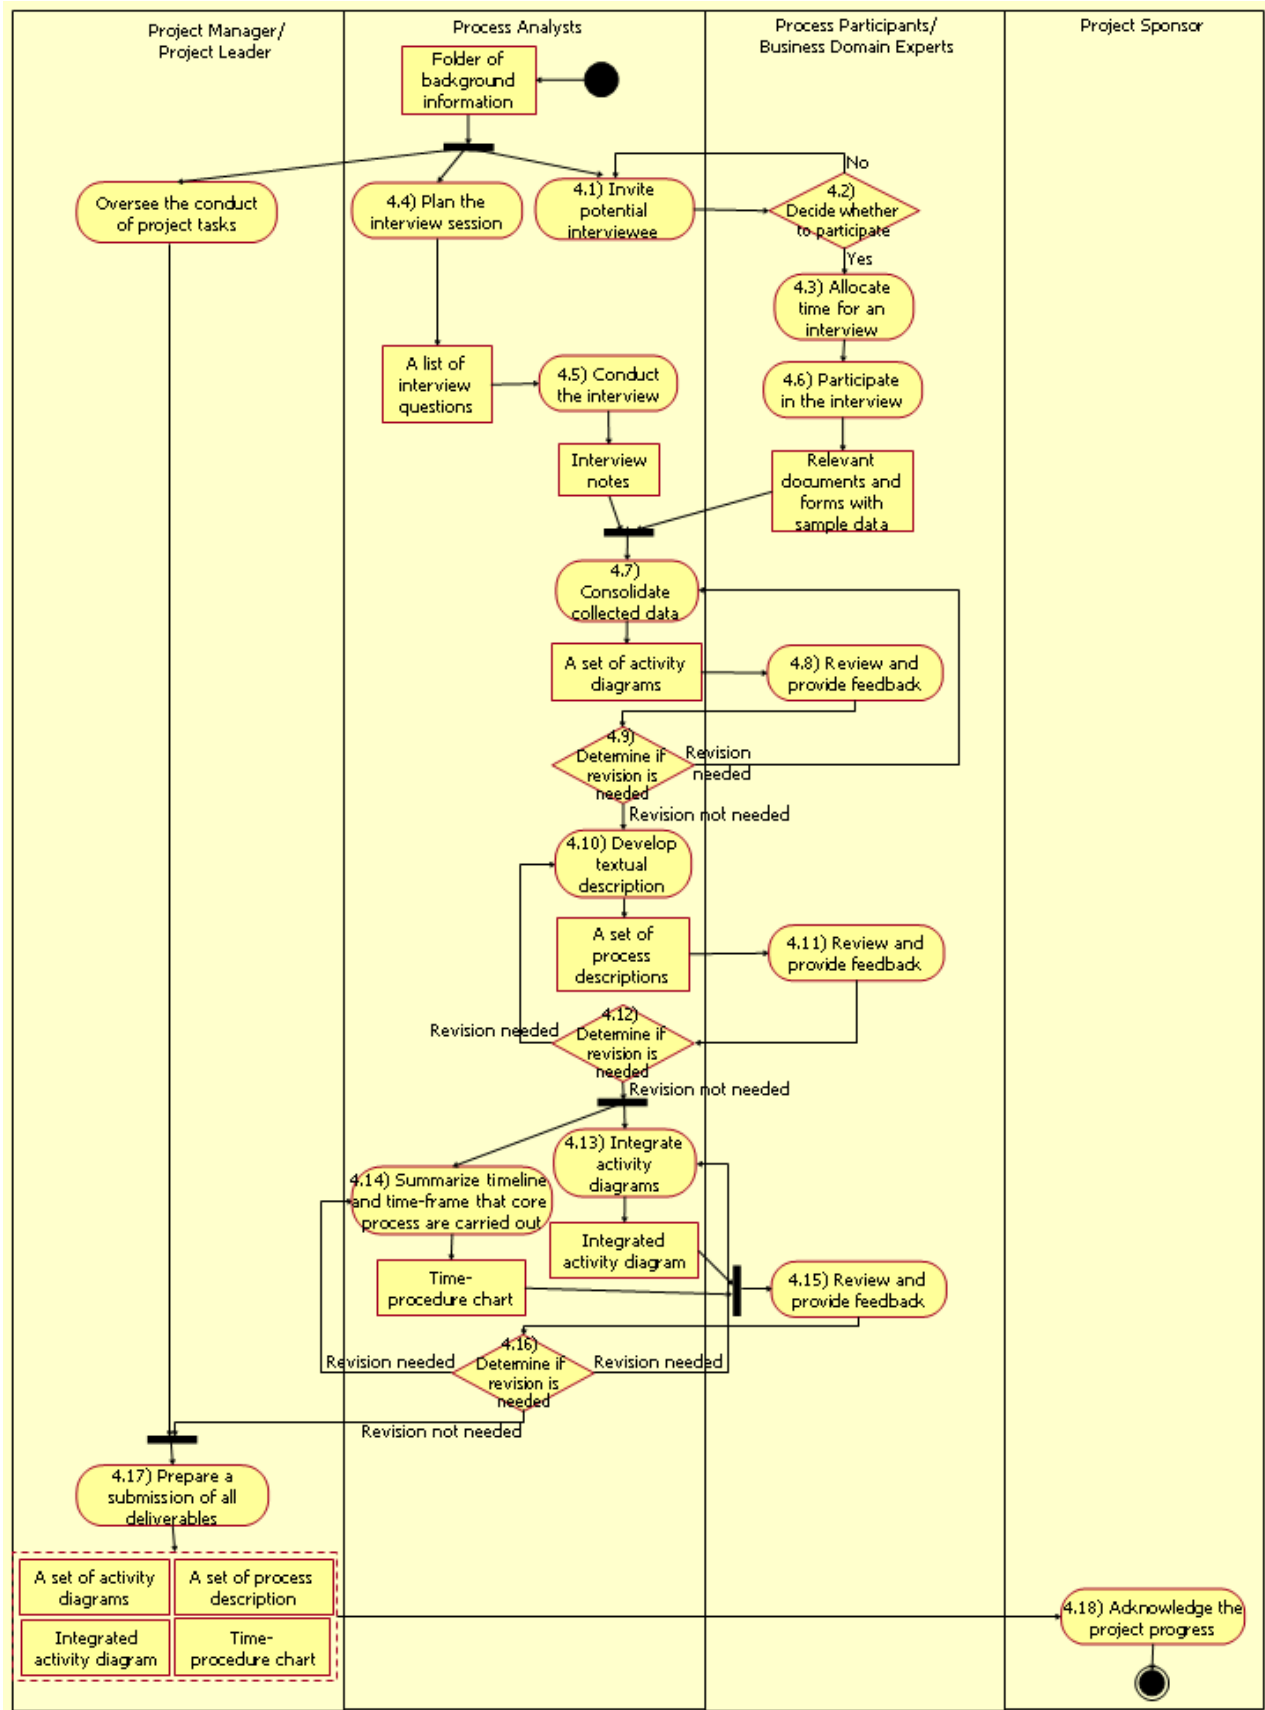 Project Manager/
Project Leader
Process Analysts
Process Participants/
Business Domain Experts
Project Sponsor
Folder of
background
information
Oversee the conduct
of project tasks
4.4) Plan the
interview session
4.1) Invite
potential
interviewee
No
4.2)
Decide whether
to participate
Yes
4.3) Allocate
time for an
interview
A list of
interview
questions
4.5) Conduct
the interview
4.6) Participate
in the interview
Interview
notes
Relevant
documents and
forms with
sample data
4.7)
Consolidate
collected data
A set of activity
diagrams
4.8) Review and
provide feedback
4.9)
Determine if
revision is
needed
Revision
needed
Revision not needed
4.10) Develop
textual
description
A set of
process
descriptions
4.11) Review and
provide feedback
4.12)
Determine if
revision is
needed
Revision needed
Revision not needed
4.13) Integrate
activity
diagrams
4.14) Summarize timeline
and time-frame that core
process are carried out
Integrated
activity diagram
Time-
procedure chart
4.15) Review and
provide feedback
4.16)
Determine if
revision is
needed
Revision needed
Revision needed
Revision not needed
4.17) Prepare a
submission of all
deliverables
A set of activity
diagrams
A set of process
description
Integrated
activity diagram
Time-
procedure chart
4.18) Acknowledge the
project progress